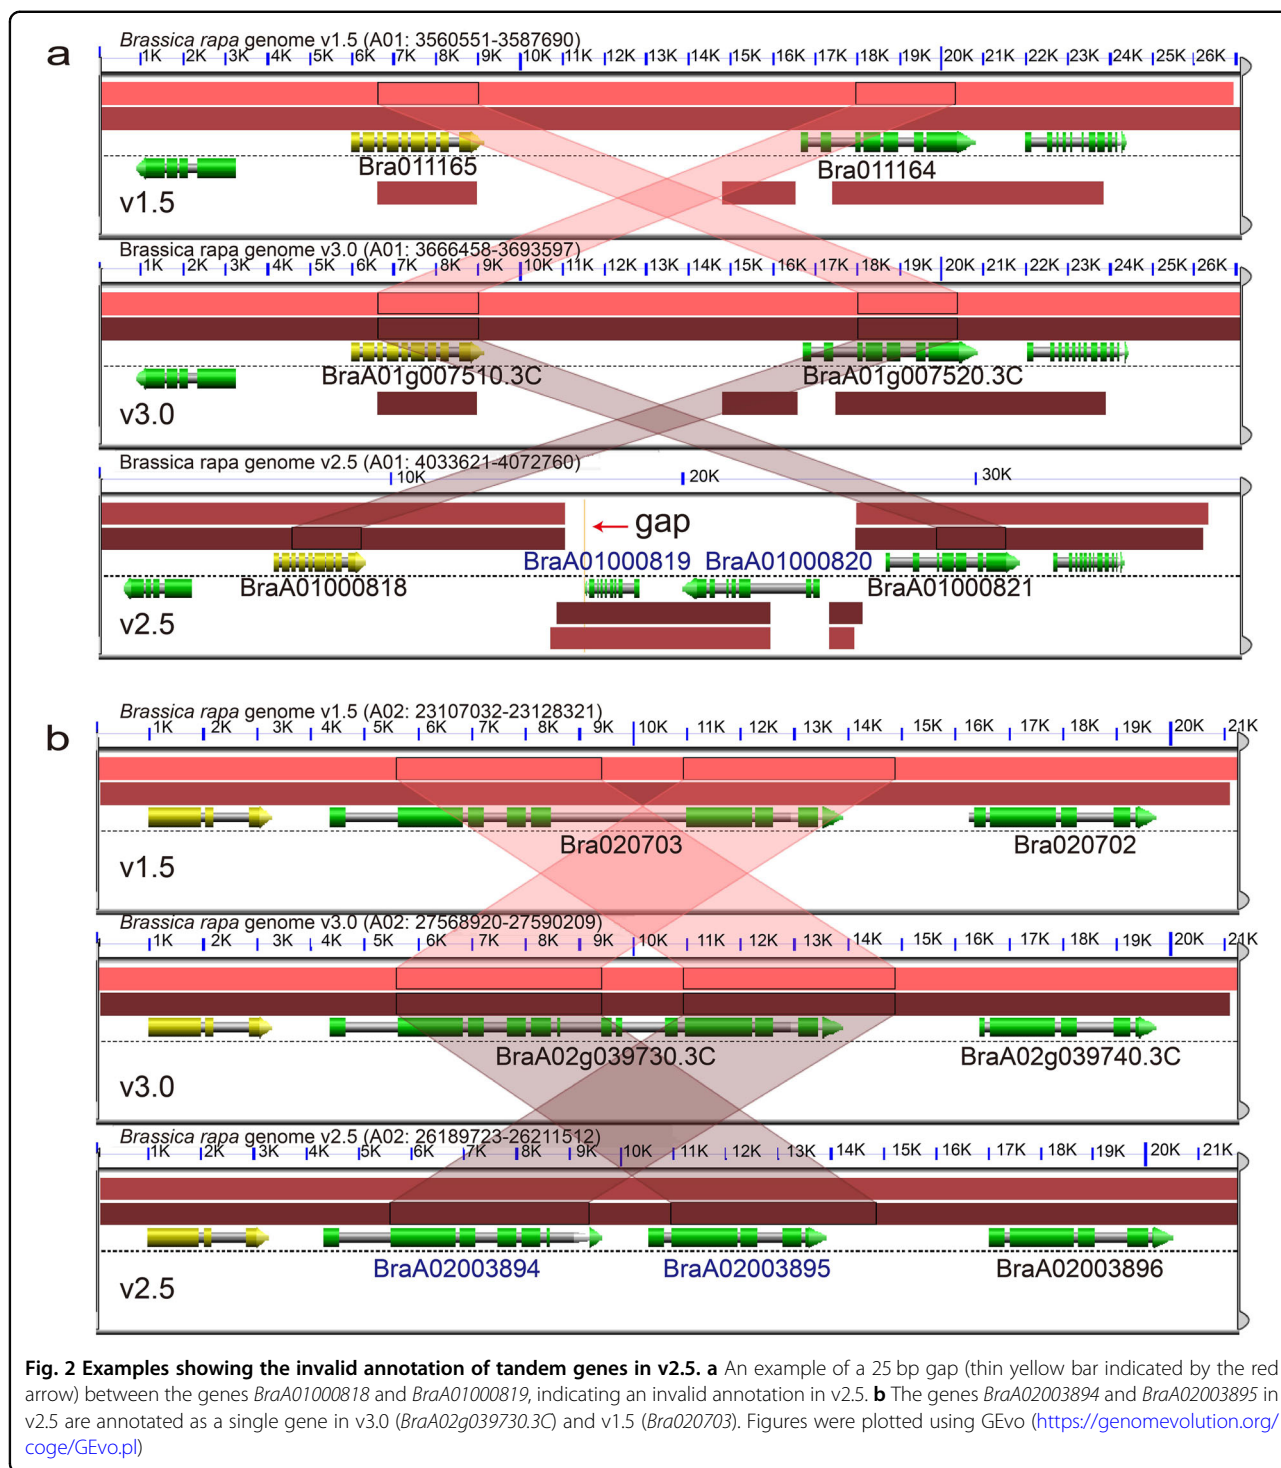 a
Brassica rapa genome v1.5 (A01: 3560551-3587690)
1K 2K 3K 4K 5K 6K 7K 8K 9K 10K 11K 12K 13K 14K 15K 16K 17K 18K 19K 20K 21K 22K 23K 24K 25K 26K
Bra011165 Bra011164
v1.5
Brassica rapa genome v3.0 (A01: 3666458-3693597)
1K 2K 3K 4K 5K 6K 7K 8K 9K 10K 11K 12K 13K 14K 15K 16K 17K 18K 19K 20K 21K 22K 23K 24K 25K 26K
BraA01g007510.3C BraA01g007520.3C
v3.0
Brassica rapa genome v2.5 (A01: 4033621-4072760)
10K 20K 30K
gap
BraA01000819 BraA01000820
BraA01000818 BraA01000821
v2.5
b
Brassica rapa genome v1.5 (A02: 23107032-23128321)
1K 2K 3K 4K 5K 6K 7K 8K 9K 10K 11K 12K 13K 14K 15K 16K 17K 18K 19K 20K 21K
Bra020703 Bra020702
v1.5
Brassica rapa genome v3.0 (A02: 27568920-27590209)
1K 2K 3K 4K 5K 6K 7K 8K 9K 10K 11K 12K 13K 14K 15K 16K 17K 18K 19K 20K 21K
BraA02g039730.3C BraA02g039740.3C
v3.0
Brassica rapa genome v2.5 (A02: 26189723-26211512)
1K 2K 3K 4K 5K 6K 7K 8K 9K 10K 11K 12K 13K 14K 15K 16K 17K 18K 19K 20K 21K
BraA02003894 BraA02003895 BraA02003896
v2.5
Fig. 2 Examples showing the invalid annotation of tandem genes in v2.5. a An example of a 25 bp gap (thin yellow bar indicated by the red
arrow) between the genes BraA01000818 and BraA01000819, indicating an invalid annotation in v2.5. b The genes BraA02003894 and BraA02003895 in
v2.5 are annotated as a single gene in v3.0 (BraA02g039730.3C) and v1.5 (Bra020703). Figures were plotted using GEvo (https://genomevolution.org/
coge/GEvo.pl)